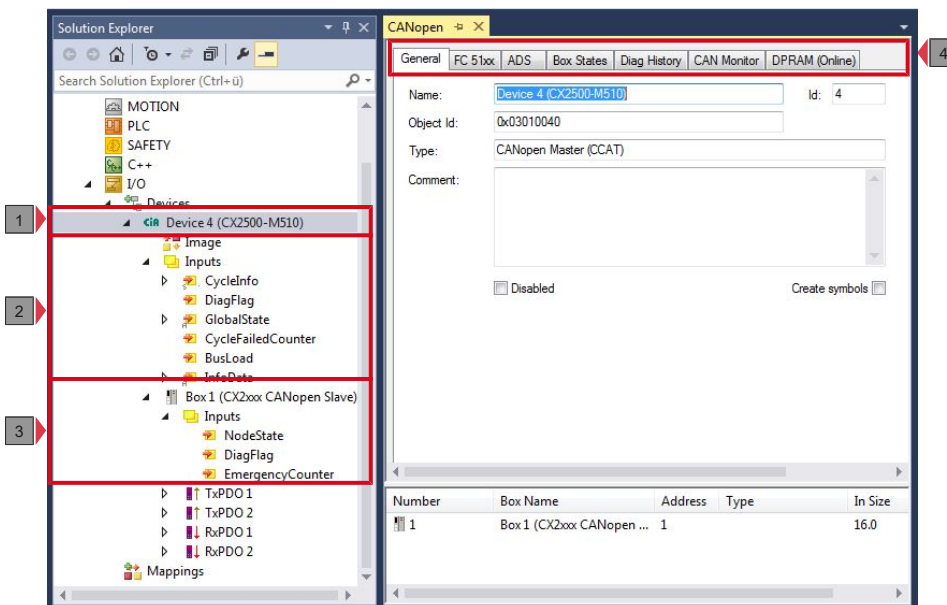 Solution Explorer
Search Solution Explorer (Ctrl+ü)
MOTION
PLC
SAFETY
C++
I/O
Devices
1
CiA Device 4 (CX2500-M510)
Image
Inputs
2
CycleInfo
DiagFlag
GlobalState
CycleFailedCounter
BusLoad
InfoData
3
Box 1 (CX2xxx CANopen Slave)
Inputs
NodeState
DiagFlag
EmergencyCounter
TxPDO 1
TxPDO 2
RxPDO 1
RxPDO 2
Mappings
CANopen
4
General FC 51xx ADS Box States Diag History CAN Monitor DPRAM (Online)
Name: Device 4 (CX2500-M510) Id: 4
Object Id: 0x03010040
Type: CANopen Master (CCAT)
Comment:
Disabled Create symbols
Number Box Name Address Type In Size
1 Box 1 (CX2xxx CANopen ... 1 16.0